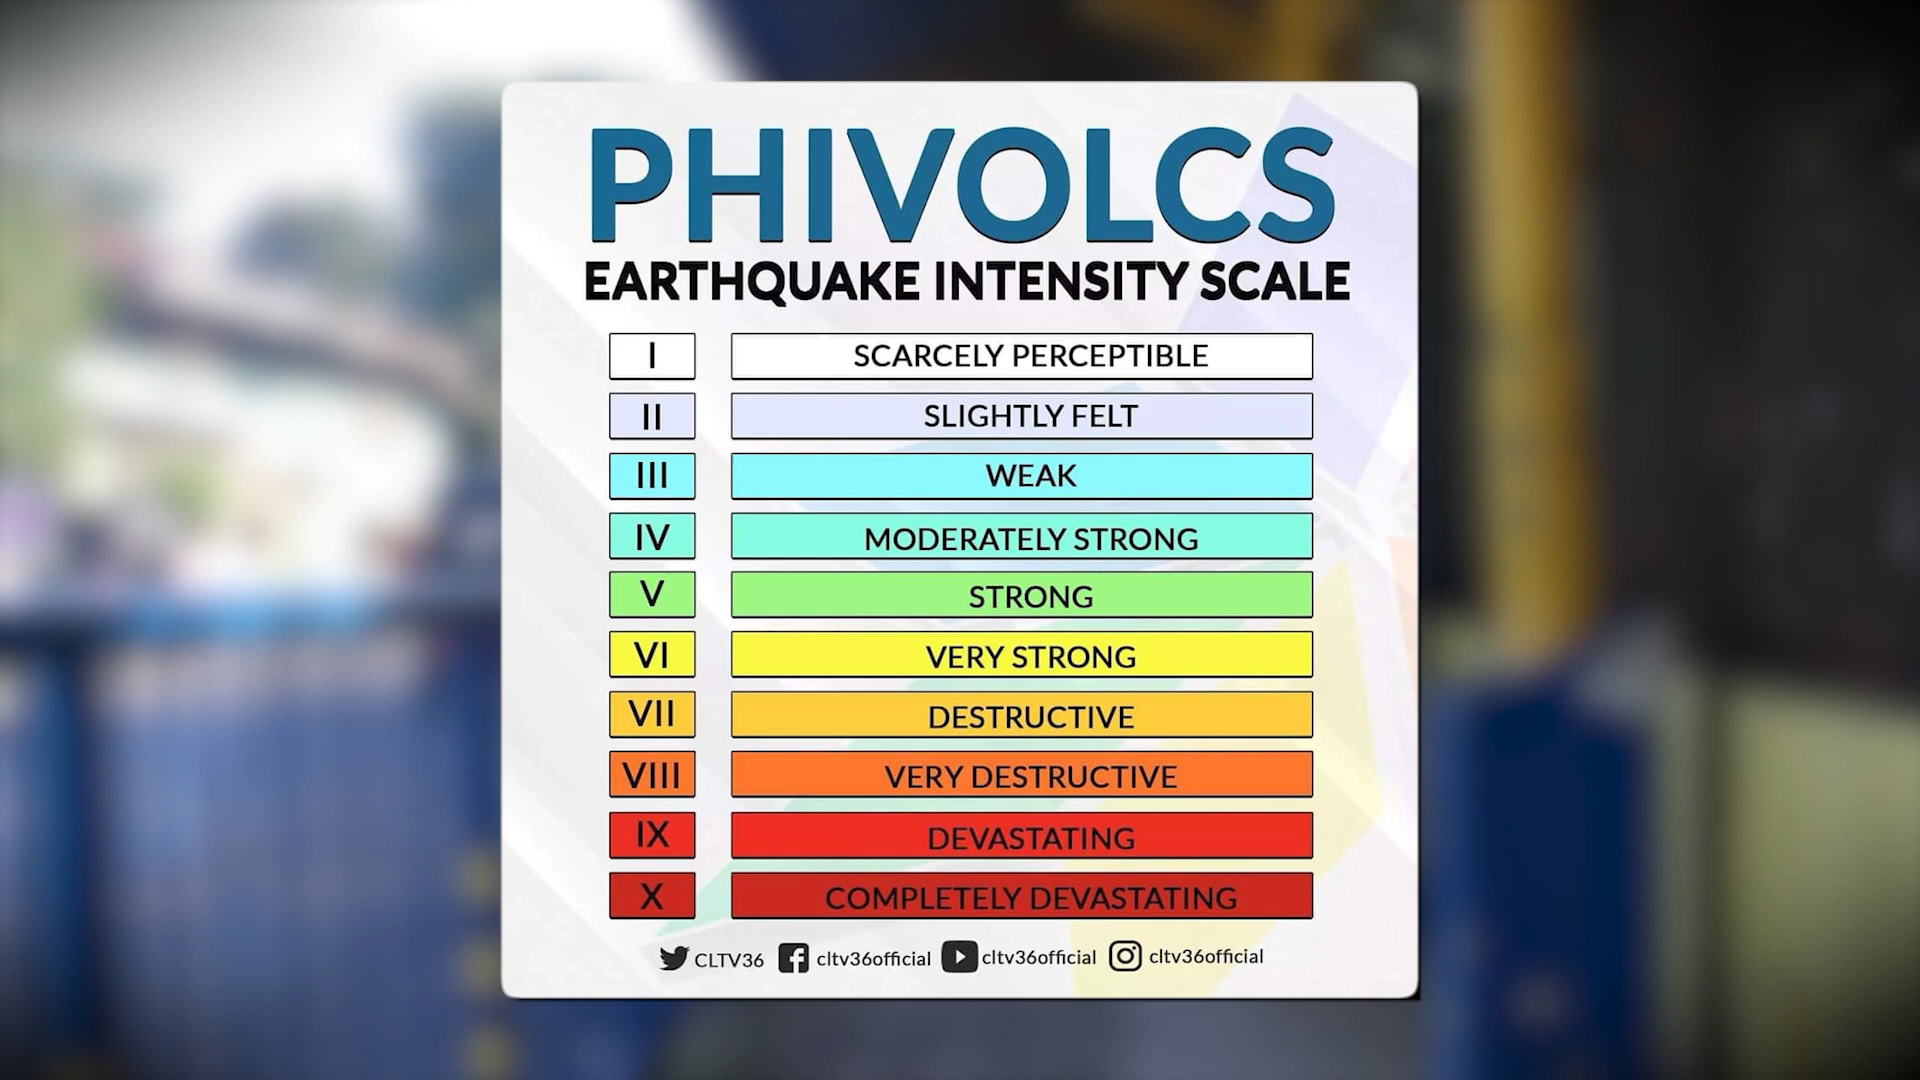 PHIVOLCS
EARTHQUAKE INTENSITY SCALE
I SCARCELY PERCEPTIBLE
II SLIGHTLY FELT
III WEAK
IV MODERATELY STRONG
V STRONG
VI VERY STRONG
VII DESTRUCTIVE
VIII VERY DESTRUCTIVE
IX DEVASTATING
X COMPLETELY DEVASTATING
CLTV36 cltv36official cltv36official cltv36official